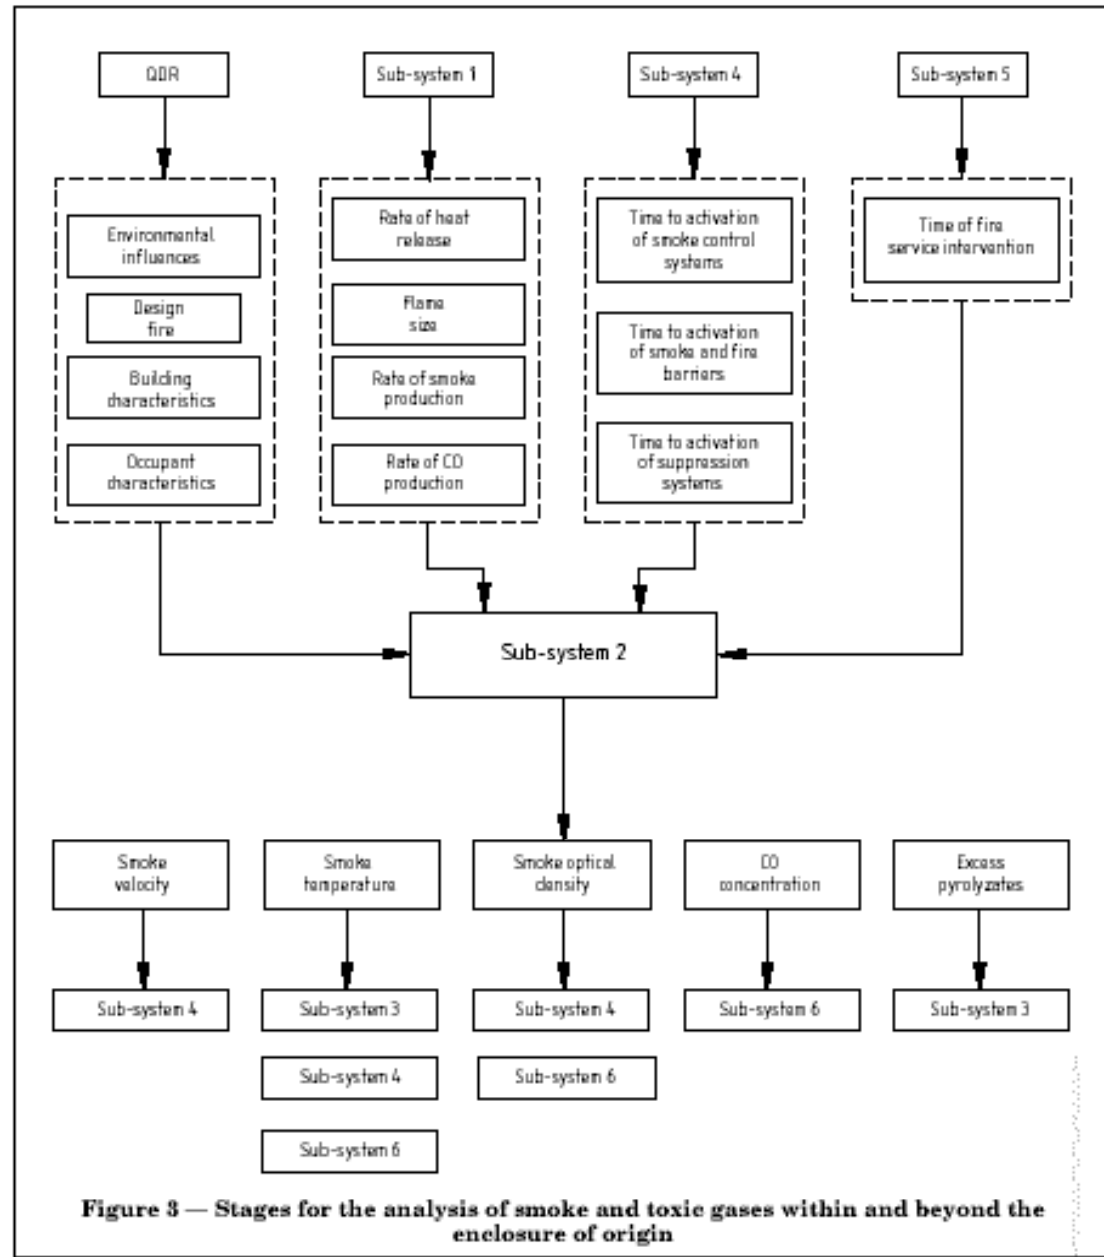 QDR
Sub-system 1
Sub-system 4
Sub-system 5
Environmental
influences
Design
fire
Building
characteristics
Occupant
characteristics
Rate of heat
release
Flame
size
Rate of smoke
production
Rate of CO
production
Time to activation
of smoke control
systems
Time to activation
of smoke and fire
barriers
Time to activation
of suppression
systems
Time of fire
service intervention
Sub-system 2
Smoke
velocity
Smoke
temperature
Smoke optical
density
CO
concentration
Excess
pyrolyzates
Sub-system 4
Sub-system 3
Sub-system 4
Sub-system 6
Sub-system 3
Sub-system 4
Sub-system 6
Sub-system 6
Figure 3 — Stages for the analysis of smoke and toxic gases within and beyond the
enclosure of origin